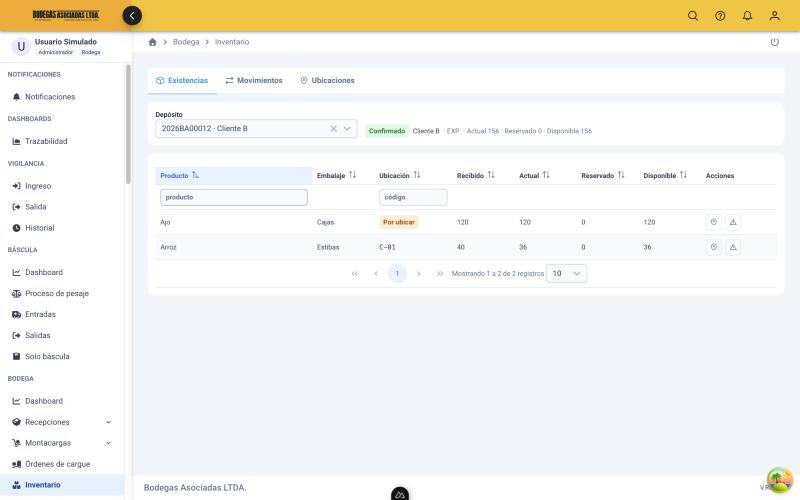 BODEGAS ASOCIADAS LTDA.
U
Usuario Simulado
Administrador Bodega
Bodega Inventario
NOTIFICACIONES
Notificaciones
DASHBOARDS
Trazabilidad
VIGILANCIA
Ingreso
Salida
Historial
BÁSCULA
Dashboard
Proceso de pesaje
Entradas
Salidas
Solo báscula
BODEGA
Dashboard
Recepciones
Montacargas
Órdenes de cargue
Inventario
Existencias Movimientos Ubicaciones
Depósito
2026BA00012 · Cliente B
Confirmado Cliente B · EXP · Actual 156 · Reservado 0 · Disponible 156
Producto Embalaje Ubicación Recibido Actual Reservado Disponible Acciones
producto código
Ajo Cajas Por ubicar 120 120 0 120
Arroz Estibas C-01 40 36 0 36
1 Mostrando 1 a 2 de 2 registros 10
Bodegas Asociadas LTDA.